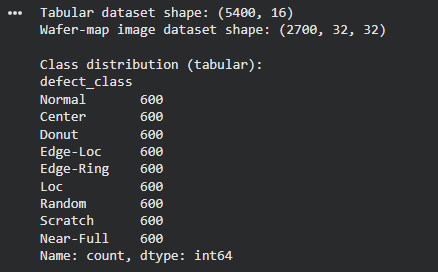 Tabular dataset shape: (5400, 16)
Wafer-map image dataset shape: (2700, 32, 32)
Class distribution (tabular):
defect_class
Normal 600
Center 600
Donut 600
Edge-Loc 600
Edge-Ring 600
Loc 600
Random 600
Scratch 600
Near-Full 600
Name: count, dtype: int64